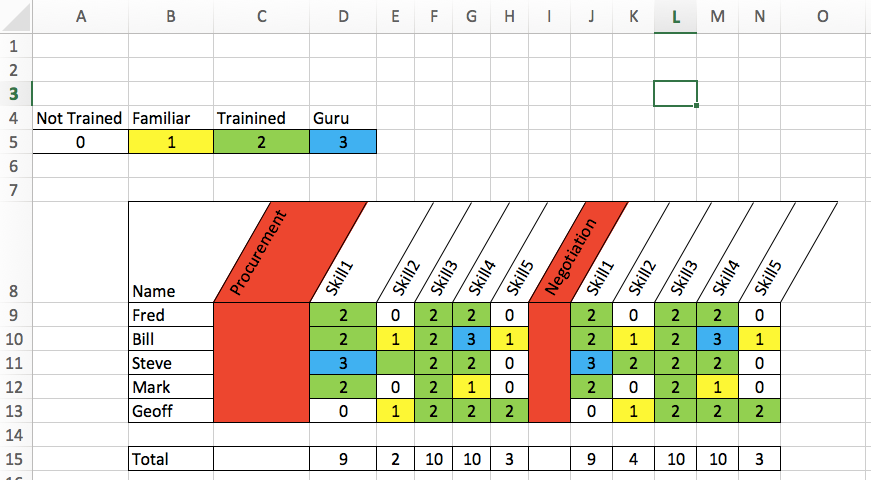 A B C D E F G H I J K L M N O
1
2
3
4 Not Trained Familiar Trainined Guru
5 0 1 2 3
6
7
8 Name Procurement Skill1 Skill2 Skill3 Skill4 Skill5 Negotiation Skill1 Skill2 Skill3 Skill4 Skill5
9 Fred 2 0 2 2 0 2 0 2 2 0
10 Bill 2 1 2 3 1 2 1 2 3 1
11 Steve 3 2 2 0 3 2 2 2 0
12 Mark 2 0 2 1 0 2 0 2 1 0
13 Geoff 0 1 2 2 2 0 1 2 2 2
14
15 Total 9 2 10 10 3 9 4 10 10 3